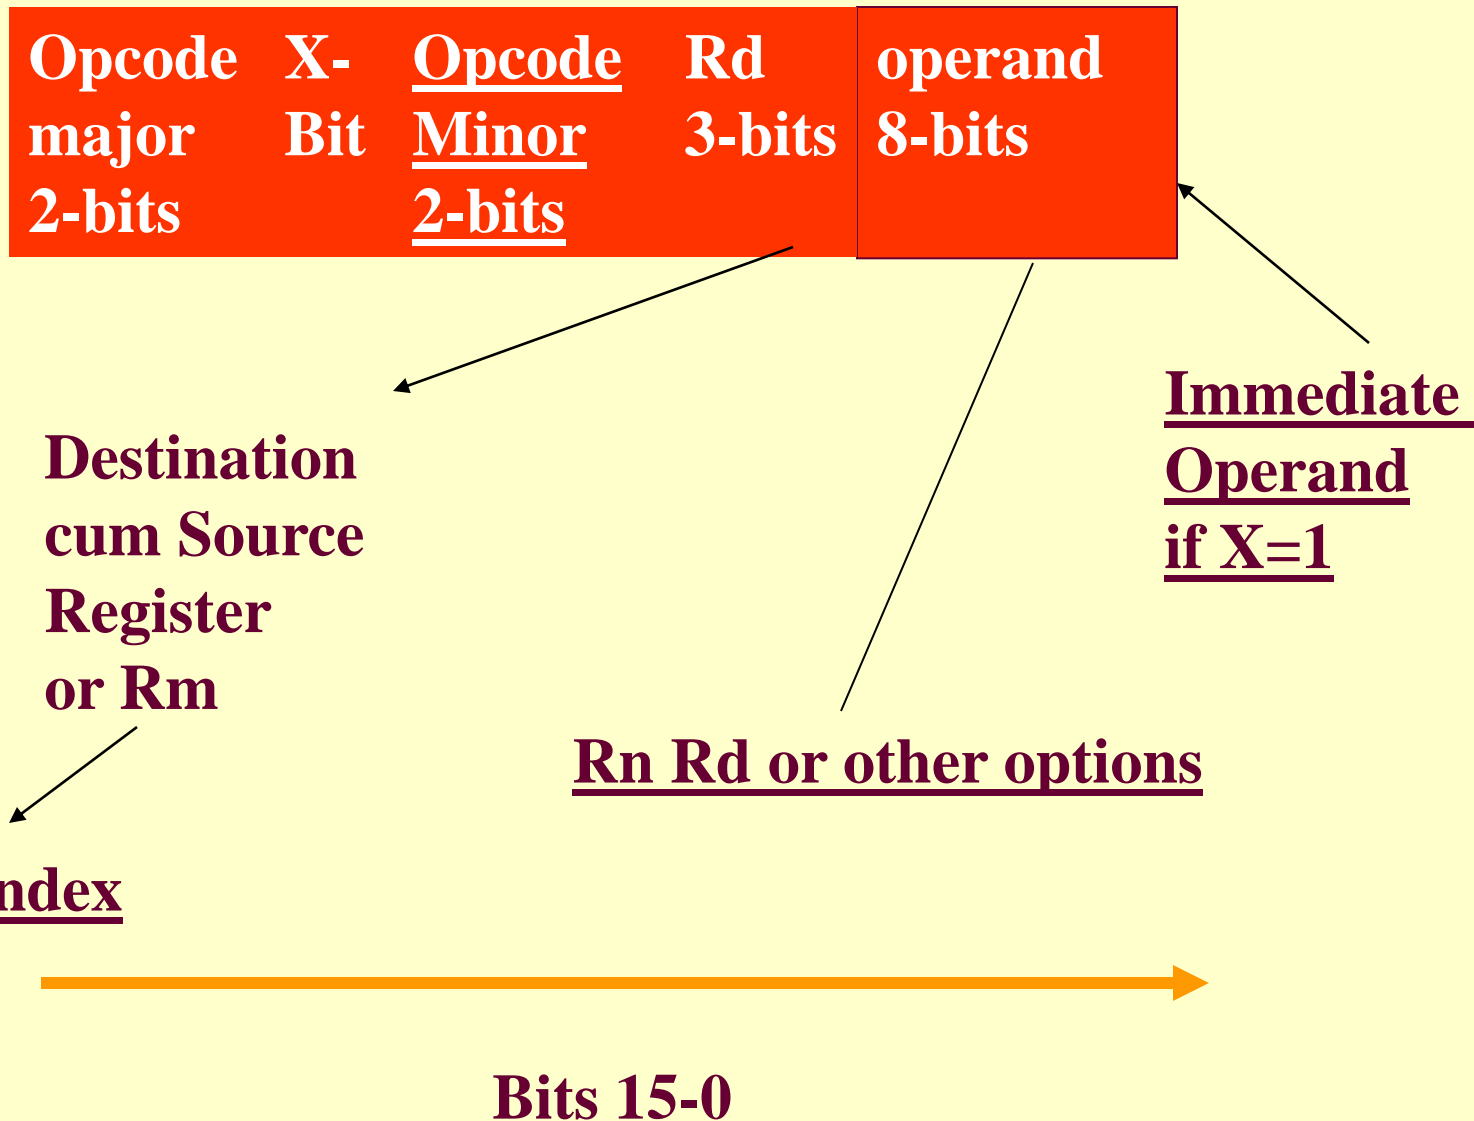 Opcode X- Opcode Rd operand
major Bit Minor 3-bits 8-bits
2-bits 2-bits
Immediate
Operand
if X=1
Destination
cum Source
Register
or Rm
Rn Rd or other options
ndex
Bits 15-0